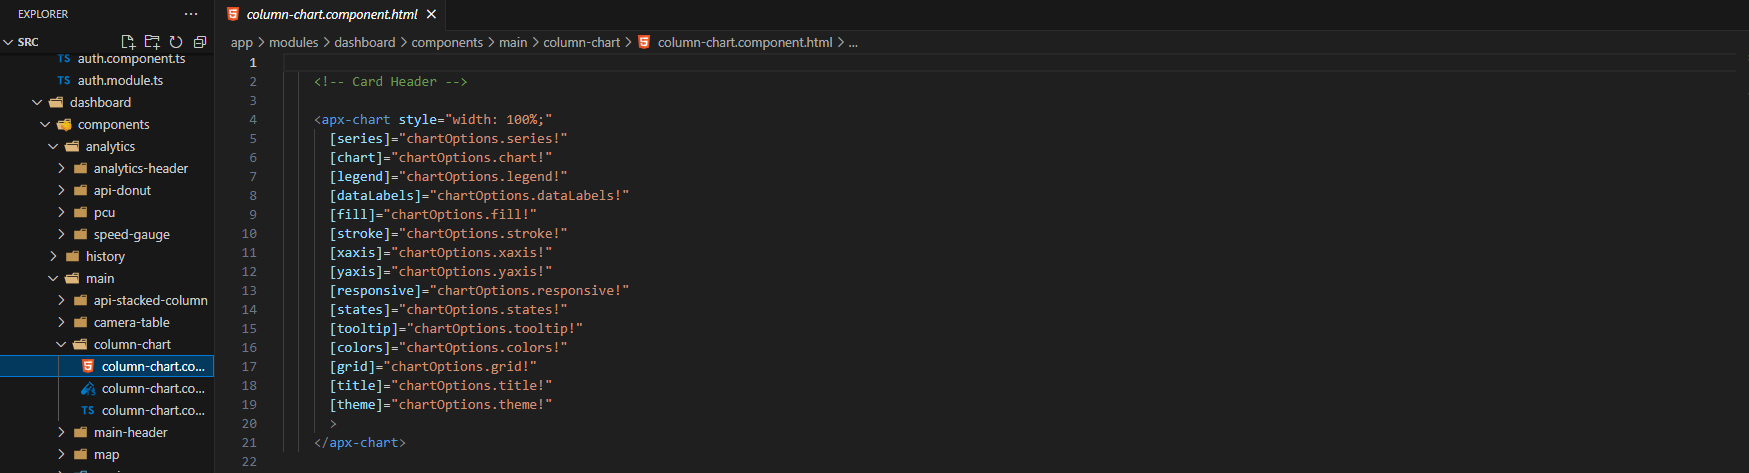 EXPLORER
···
SRC
auth.component.ts
TS auth.module.ts
dashboard
components
analytics
analytics-header
api-donut
pcu
speed-gauge
history
main
api-stacked-column
camera-table
column-chart
column-chart.co...
column-chart.co...
TS column-chart.co...
main-header
map
column-chart.component.html
app > modules > dashboard > components > main > column-chart > column-chart.component.html > ...
1
2 <!-- Card Header -->
3
4 <apx-chart style="width: 100%;"
5 [series]="chartOptions.series!"
6 [chart]="chartOptions.chart!"
7 [legend]="chartOptions.legend!"
8 [dataLabels]="chartOptions.dataLabels!"
9 [fill]="chartOptions.fill!"
10 [stroke]="chartOptions.stroke!"
11 [xaxis]="chartOptions.xaxis!"
12 [yaxis]="chartOptions.yaxis!"
13 [responsive]="chartOptions.responsive!"
14 [states]="chartOptions.states!"
15 [tooltip]="chartOptions.tooltip!"
16 [colors]="chartOptions.colors!"
17 [grid]="chartOptions.grid!"
18 [title]="chartOptions.title!"
19 [theme]="chartOptions.theme!"
20 >
21 </apx-chart>
22